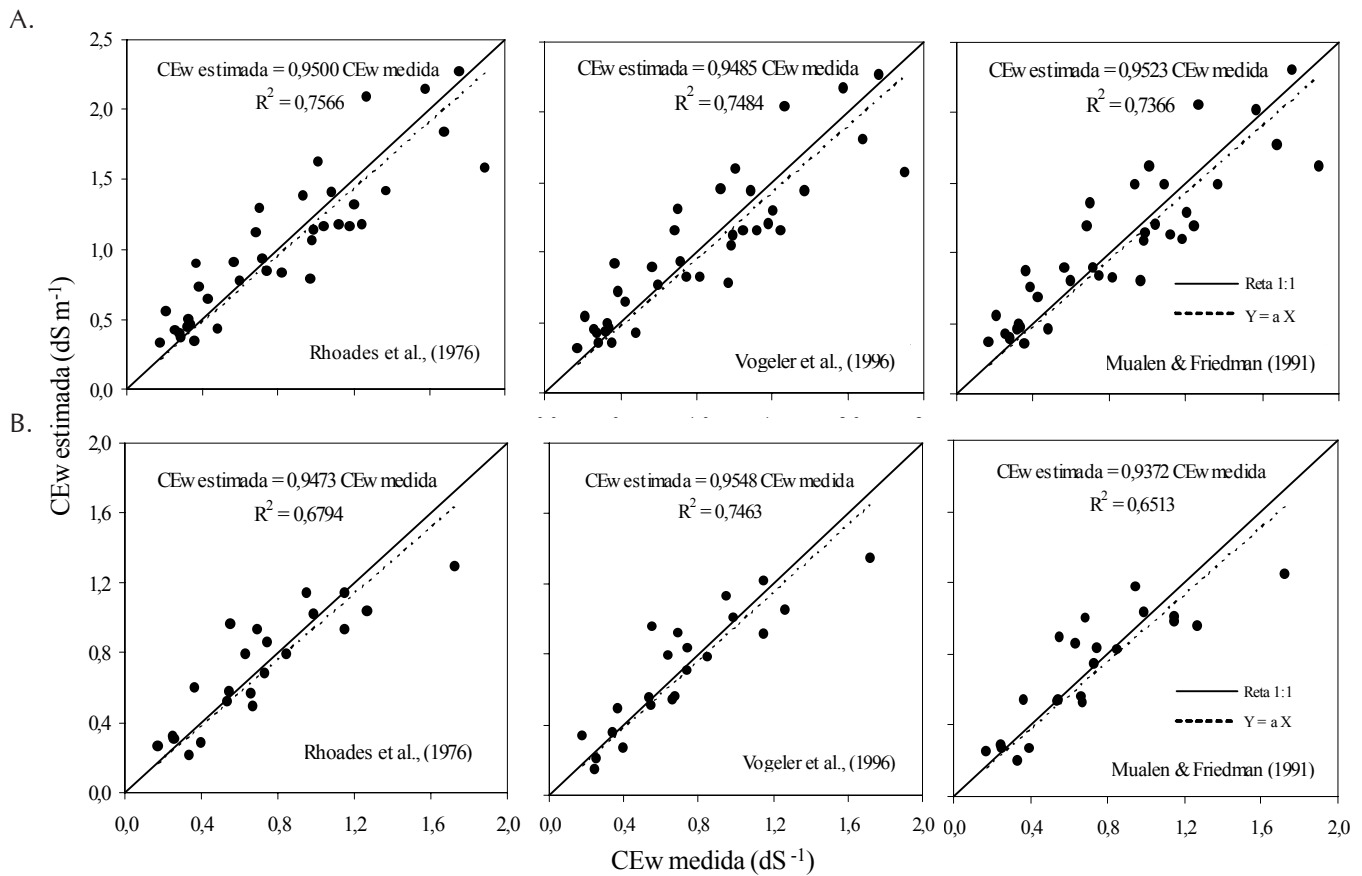 A.
2,5
2,0
1,5
1,0
0,5
0,0
CEw estimada = 0,9500 CEw medida
R² = 0,7566
Rhoades et al., (1976)
CEw estimada = 0,9485 CEw medida
R² = 0,7484
Vogeler et al., (1996)
CEw estimada = 0,9523 CEw medida
R² = 0,7366
Reta 1:1
Y = a X
Mualen & Friedman (1991)
CEw estimada (dS m⁻¹)
B.
2,0
1,6
1,2
0,8
0,4
0,0
CEw estimada = 0,9473 CEw medida
R² = 0,6794
Rhoades et al., (1976)
CEw estimada = 0,9548 CEw medida
R² = 0,7463
Vogeler et al., (1996)
CEw estimada = 0,9372 CEw medida
R² = 0,6513
Reta 1:1
Y = a X
Mualen & Friedman (1991)
0,0 0,4 0,8 1,2 1,6 2,0
0,0 0,4 0,8 1,2 1,6 2,0
0,0 0,4 0,8 1,2 1,6 2,0
CEw medida (dS ⁻¹)